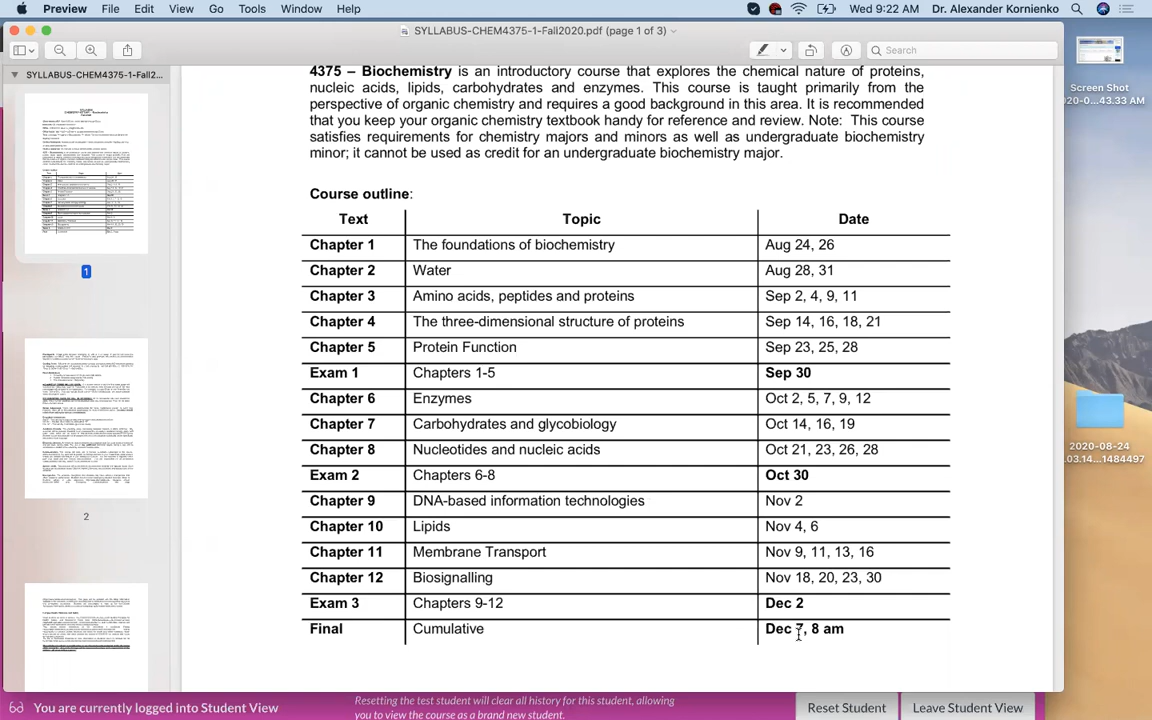 Preview File Edit View Go Tools Window Help Wed 9:22 AM Dr. Alexander Kornienko
SYLLABUS-CHEM4375-1-Fall2020.pdf (page 1 of 3)
Search
SYLLABUS-CHEM4375-1-Fall2...
1
2
4375 – Biochemistry is an introductory course that explores the chemical nature of proteins,
nucleic acids, lipids, carbohydrates and enzymes. This course is taught primarily from the
perspective of organic chemistry and requires a good background in this area. It is recommended
that you keep your organic chemistry textbook handy for reference and review. Note: This course
satisfies requirements for chemistry majors and minors as well as undergraduate biochemistry
minor; it cannot be used as credit for an undergraduate biochemistry major.
Course outline:
Text Topic Date
Chapter 1 The foundations of biochemistry Aug 24, 26
Chapter 2 Water Aug 28, 31
Chapter 3 Amino acids, peptides and proteins Sep 2, 4, 9, 11
Chapter 4 The three-dimensional structure of proteins Sep 14, 16, 18, 21
Chapter 5 Protein Function Sep 23, 25, 28
Exam 1 Chapters 1-5 Sep 30
Chapter 6 Enzymes Oct 2, 5, 7, 9, 12
Chapter 7 Carbohydrates and glycobiology Oct 14, 16, 19
Chapter 8 Nucleotides and nucleic acids Oct 21, 23, 26, 28
Exam 2 Chapters 6-8 Oct 30
Chapter 9 DNA-based information technologies Nov 2
Chapter 10 Lipids Nov 4, 6
Chapter 11 Membrane Transport Nov 9, 11, 13, 16
Chapter 12 Biosignalling Nov 18, 20, 23, 30
Exam 3 Chapters 9-12 Dec 2
Final Cumulative Dec 7, 8 am
Screen Shot
2020-0...43.33 AM
2020-08-24
03.14...1484497
You are currently logged into Student View
Resetting the test student will clear all history for this student, allowing
you to view the course as a brand new student.
Reset Student
Leave Student View